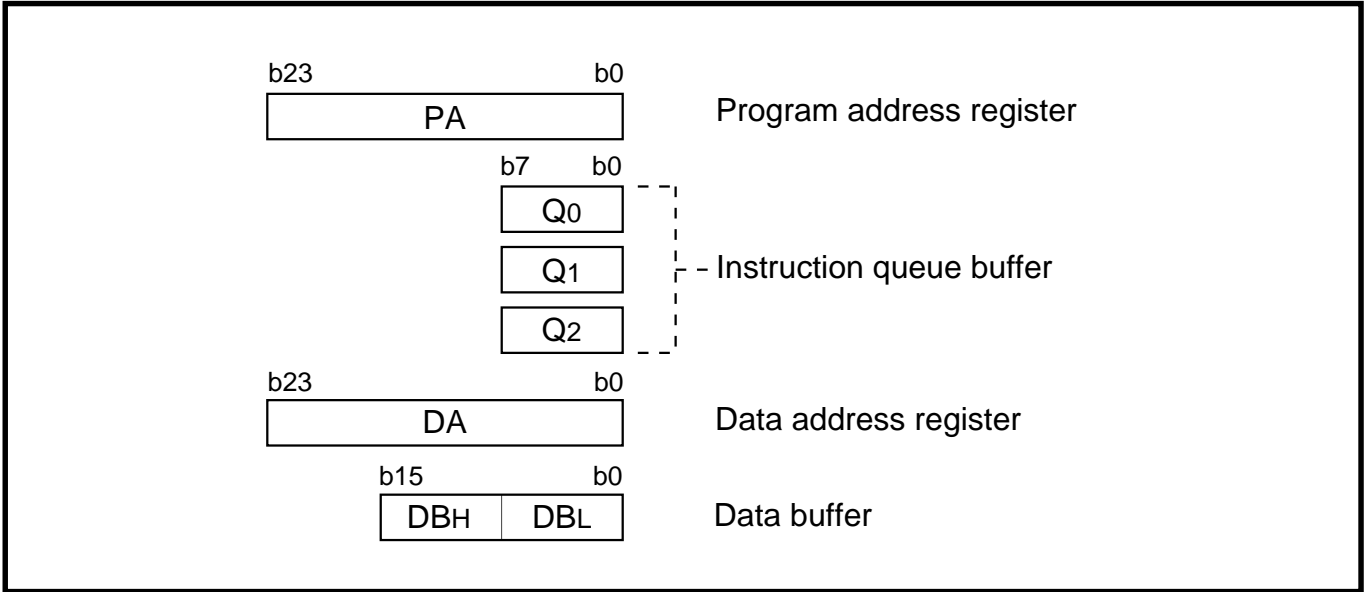 b23 b0
PA Program address register
b7 b0
Q0
Q1 Instruction queue buffer
Q2
b23 b0
DA Data address register
b15 b0
DBH DBL Data buffer